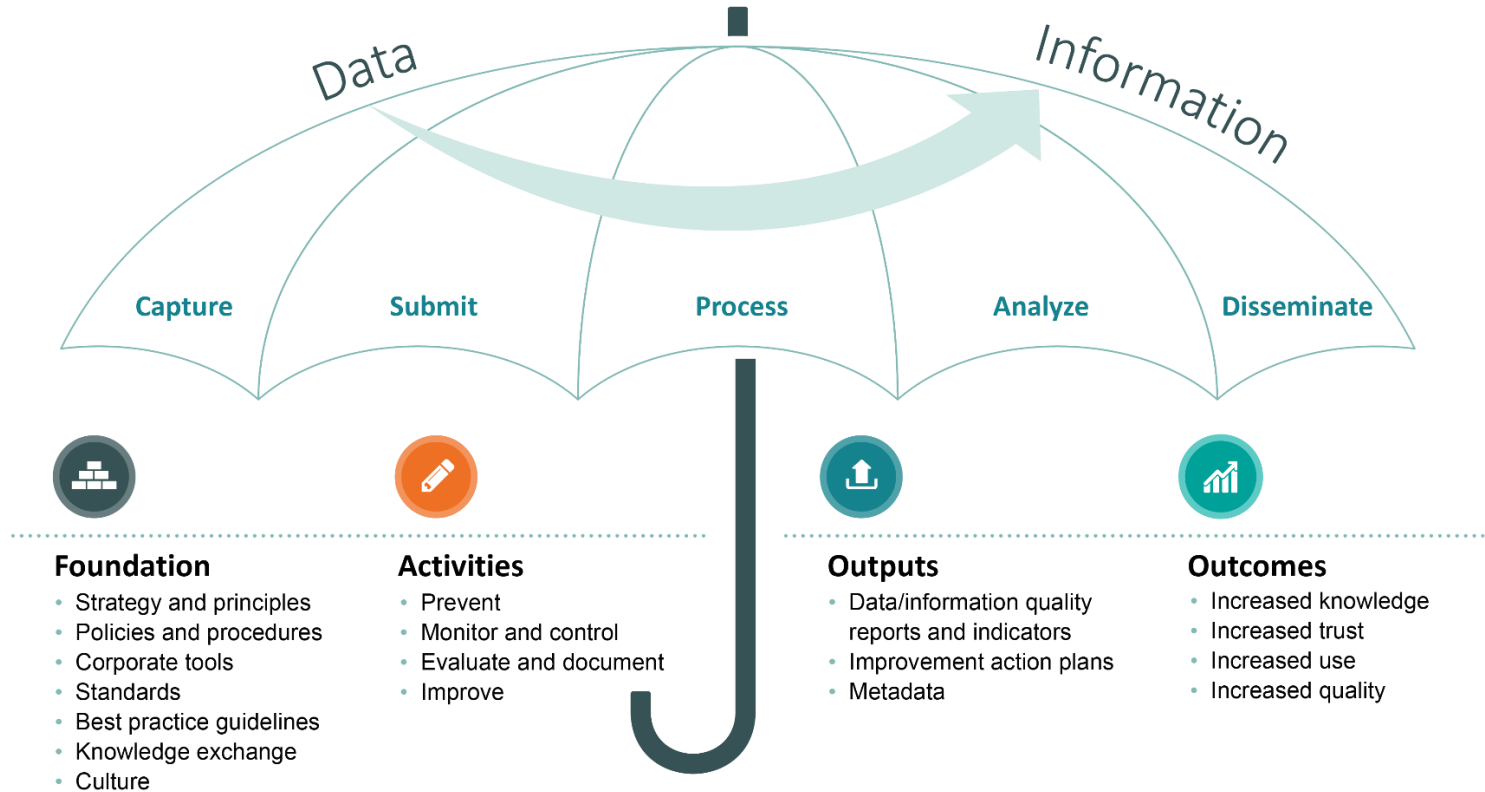 Data
Information
Capture
Submit
Process
Analyze
Disseminate
Foundation
• Strategy and principles
• Policies and procedures
• Corporate tools
• Standards
• Best practice guidelines
• Knowledge exchange
• Culture
Activities
• Prevent
• Monitor and control
• Evaluate and document
• Improve
Outputs
• Data/information quality
reports and indicators
• Improvement action plans
• Metadata
Outcomes
• Increased knowledge
• Increased trust
• Increased use
• Increased quality